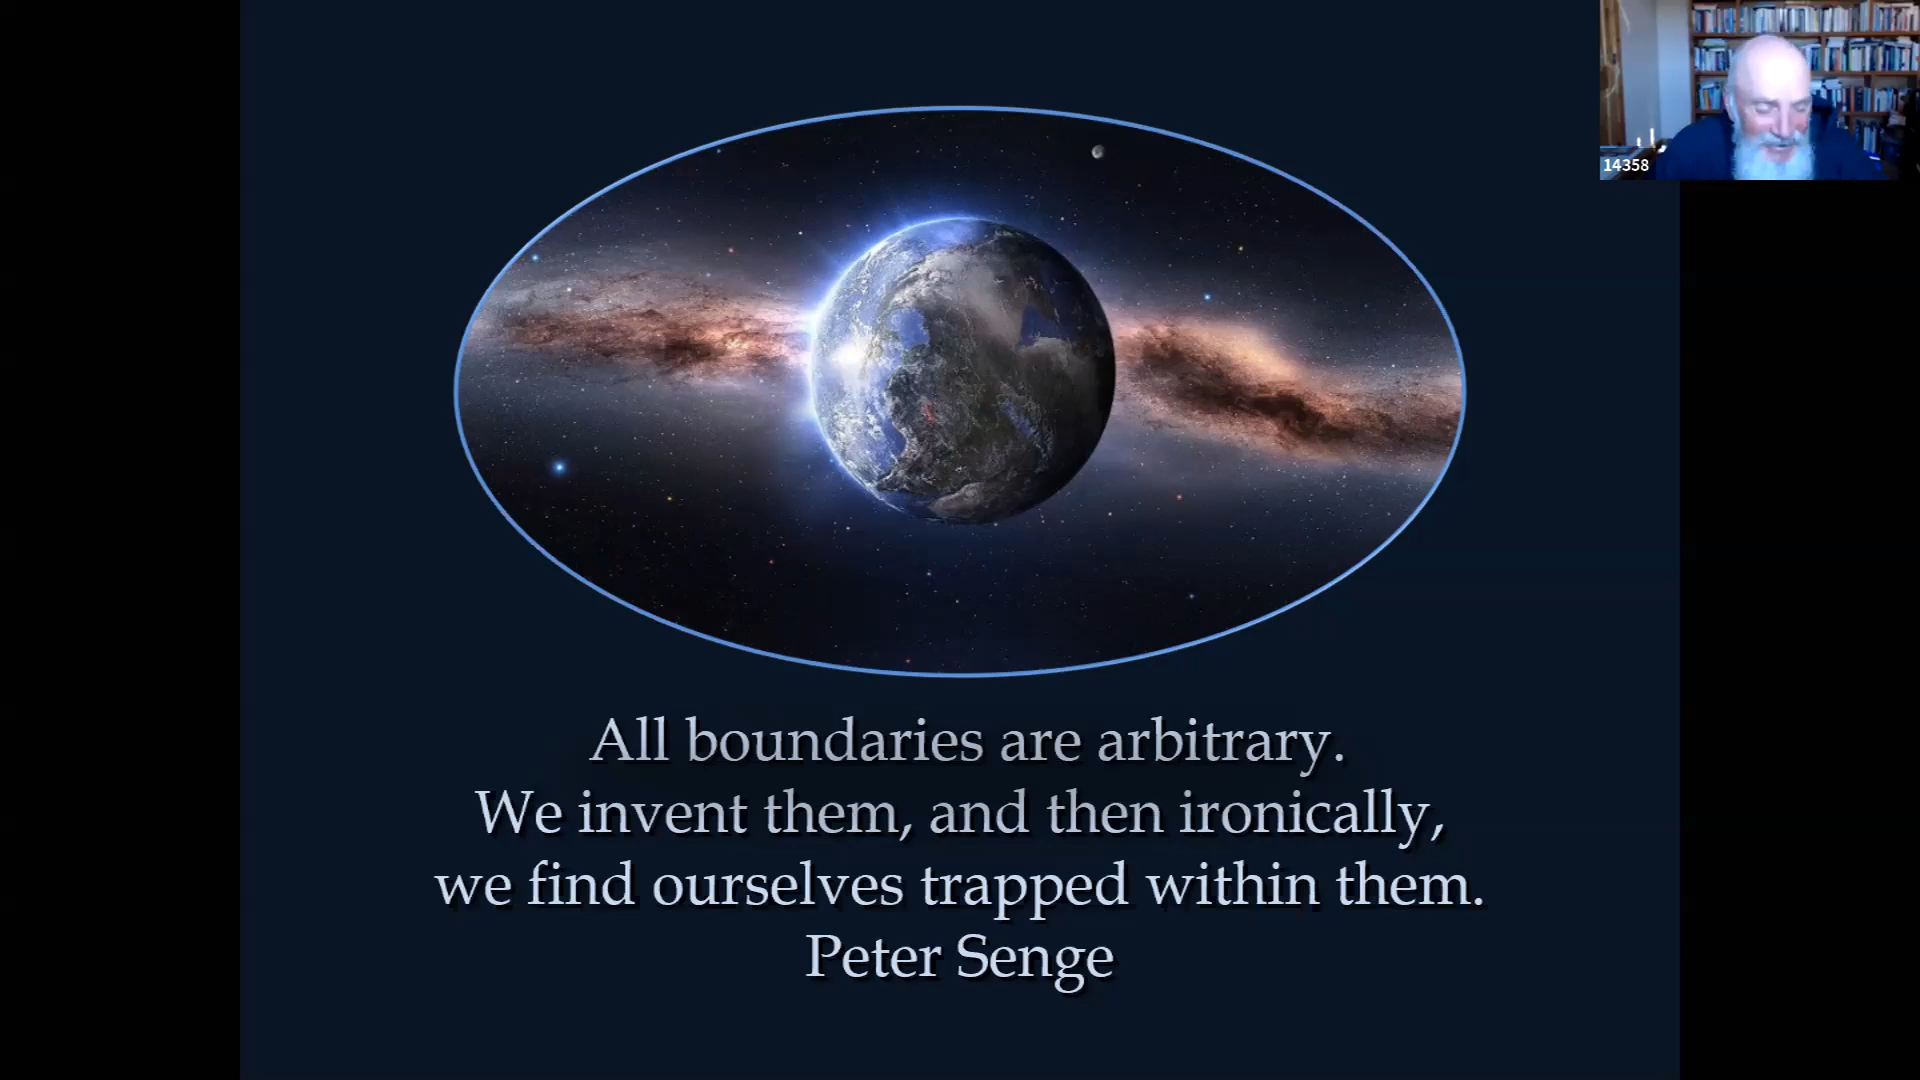 14358
All boundaries are arbitrary.
We invent them, and then ironically,
we find ourselves trapped within them.
Peter Senge